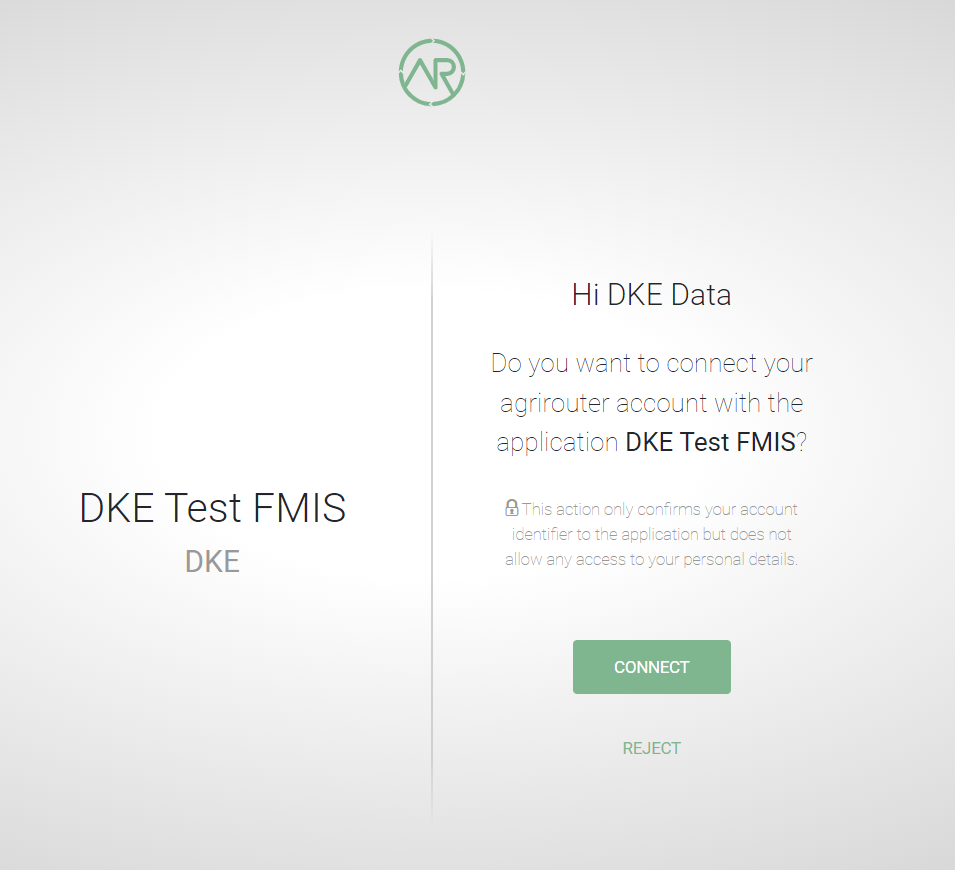 AR
DKE Test FMIS
DKE
Hi DKE Data
Do you want to connect your
agrirouter account with the
application DKE Test FMIS?
This action only confirms your account
identifier to the application but does not
allow any access to your personal details.
CONNECT
REJECT